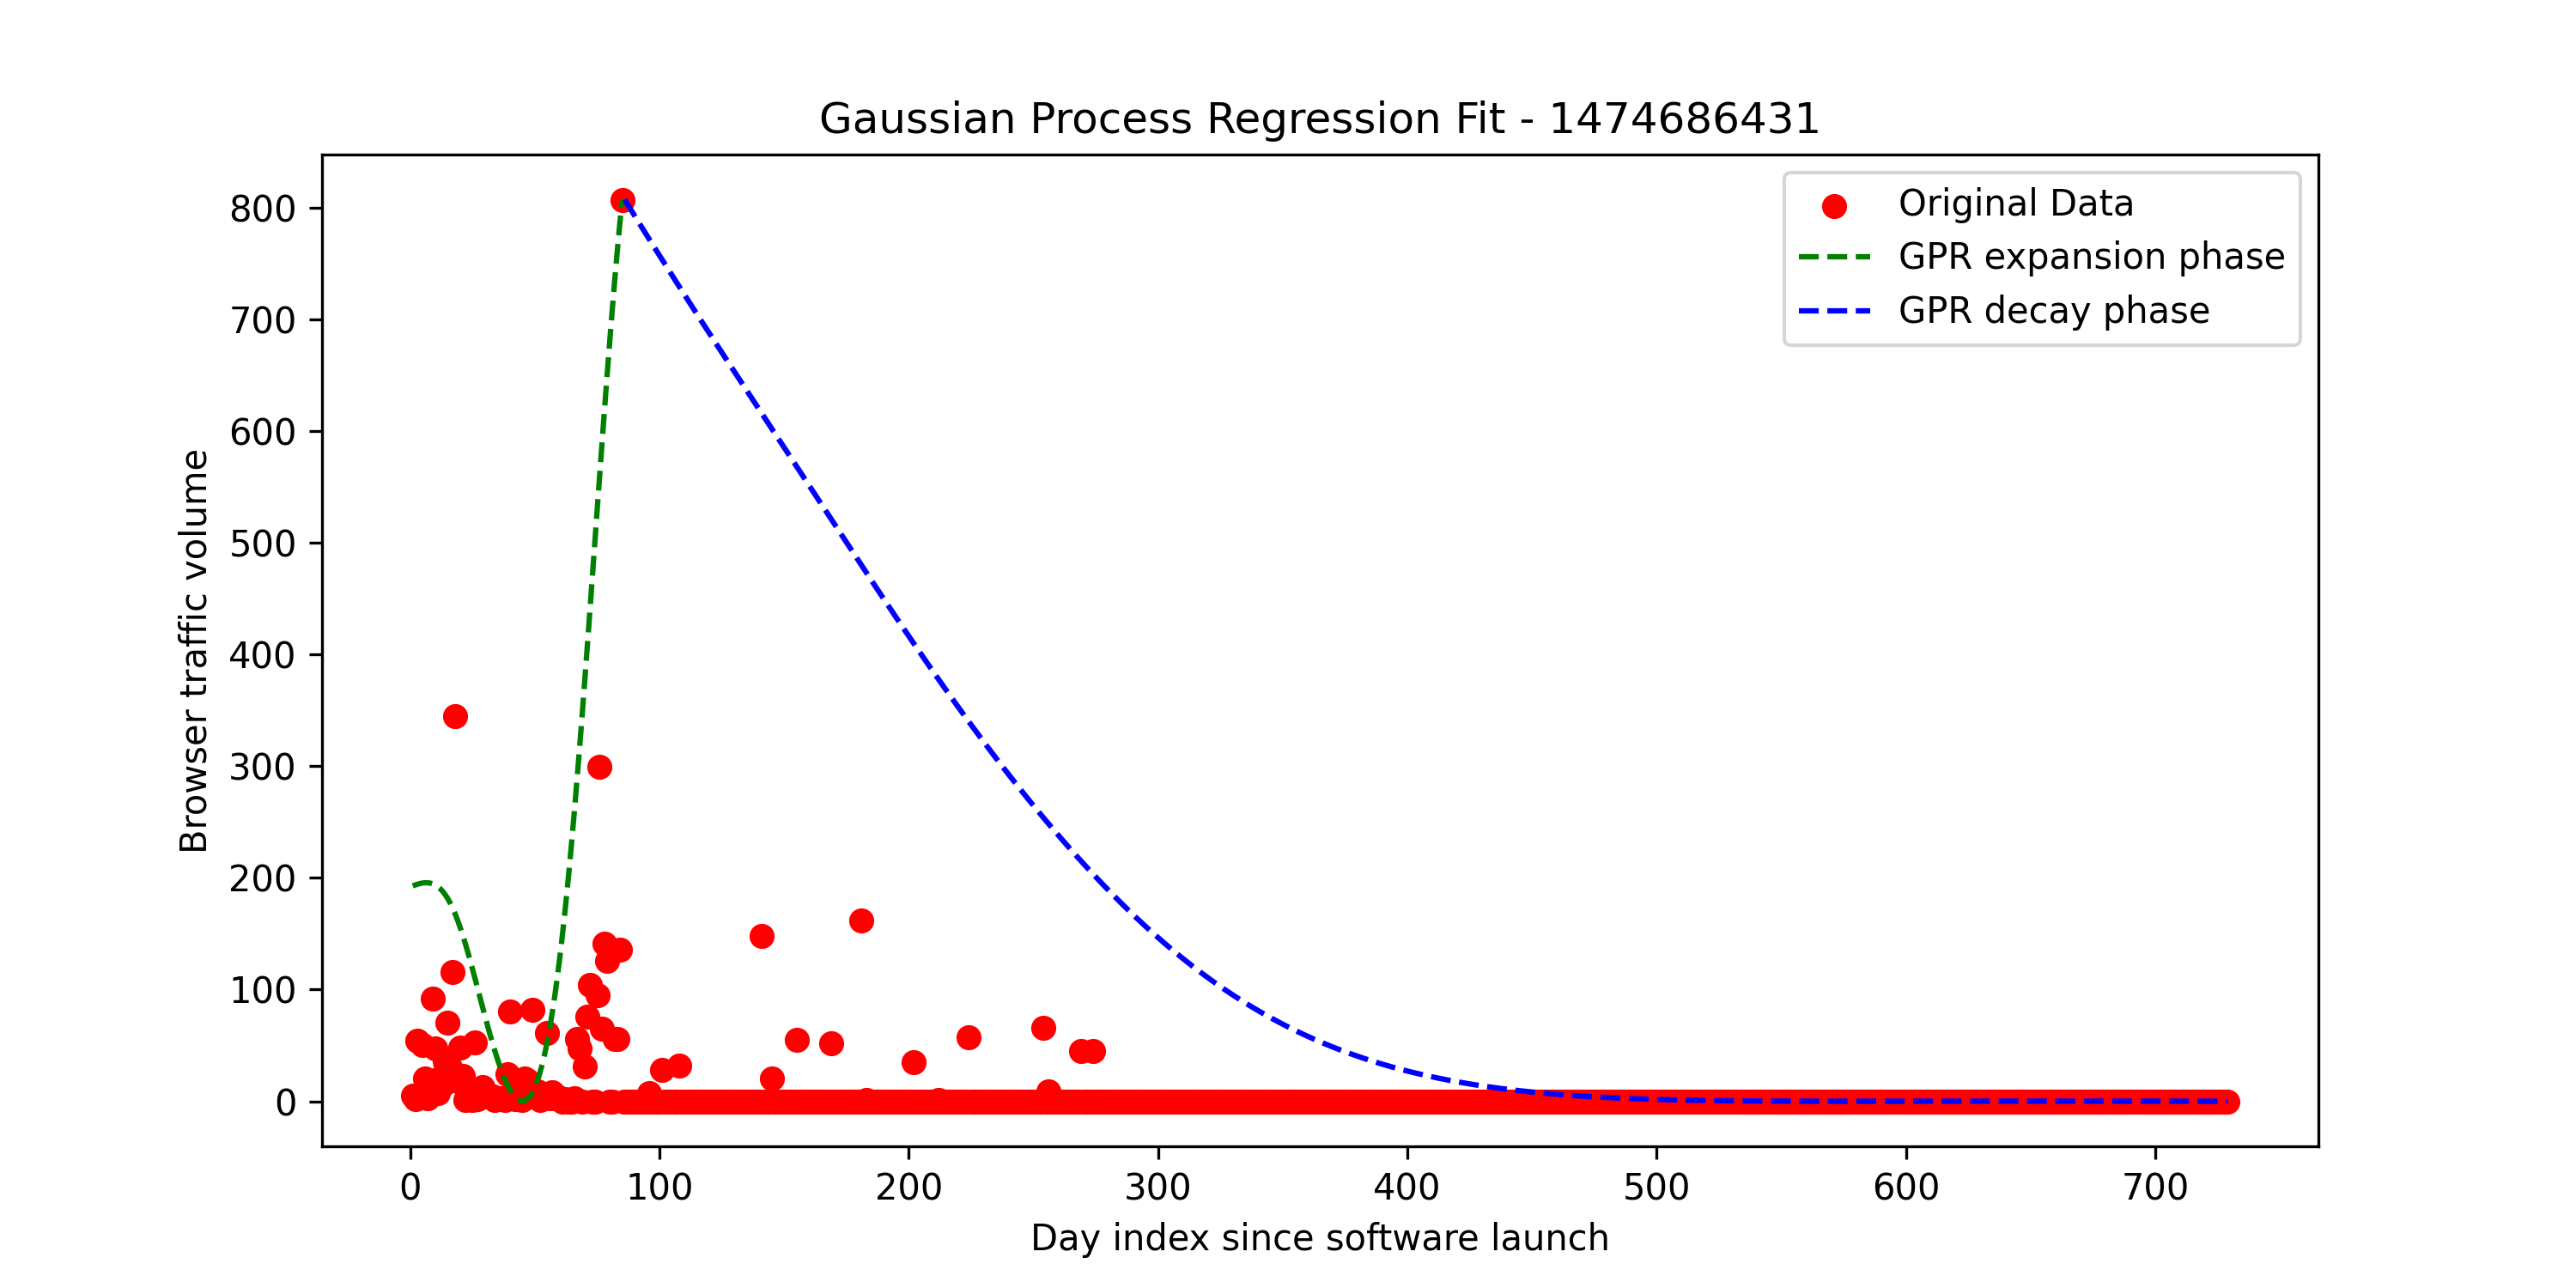 Gaussian Process Regression Fit - 1474686431
Original Data
GPR expansion phase
GPR decay phase
Browser traffic volume
800
700
600
500
400
300
200
100
0
0 100 200 300 400 500 600 700
Day index since software launch